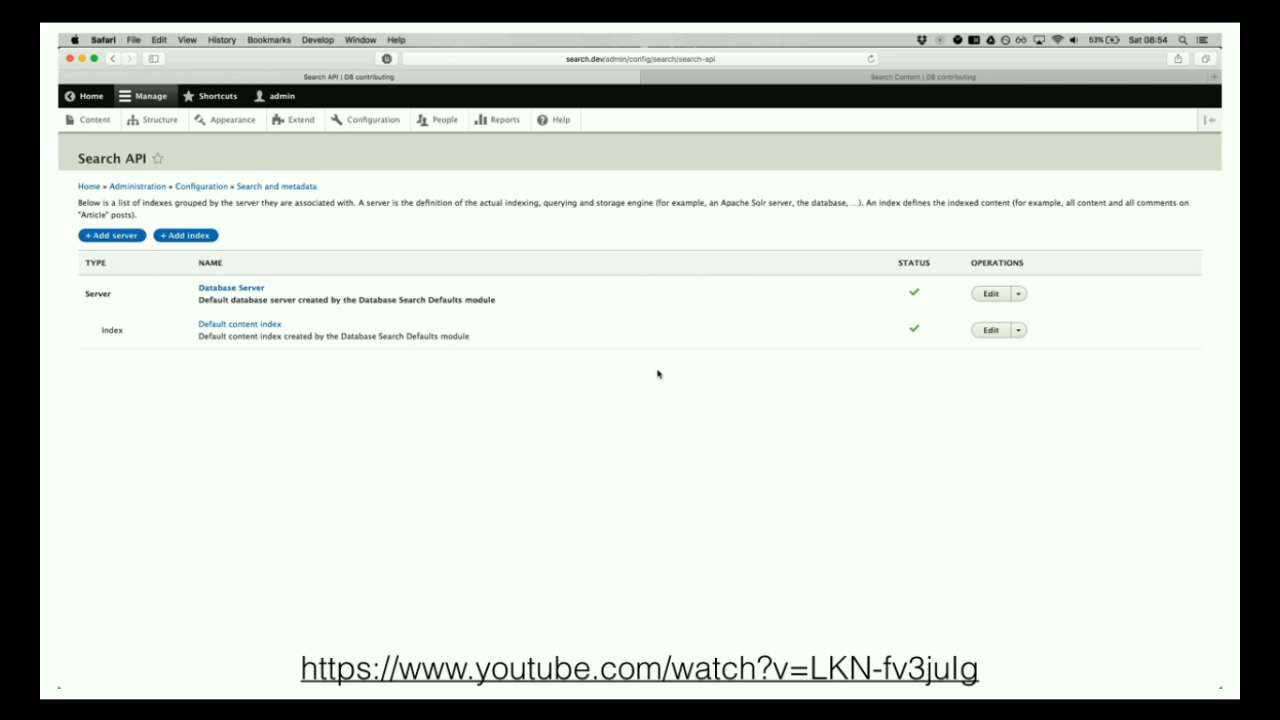 Safari File Edit View History Bookmarks Develop Window Help 53% Sat 08:54
search.dev/admin/config/search/search-api
Search API | D8 contributing Search Content | D8 contributing
Home Manage Shortcuts admin
Content Structure Appearance Extend Configuration People Reports Help
Search API
Home » Administration » Configuration » Search and metadata
Below is a list of indexes grouped by the server they are associated with. A server is the definition of the actual indexing, querying and storage engine (for example, an Apache Solr server, the database, ...). An index defines the indexed content (for example, all content and all comments on
"Article" posts).
+ Add server + Add index
TYPE NAME STATUS OPERATIONS
Server Database Server Edit
Default database server created by the Database Search Defaults module
Index Default content index Edit
Default content index created by the Database Search Defaults module
https://www.youtube.com/watch?v=LKN-fv3juIg